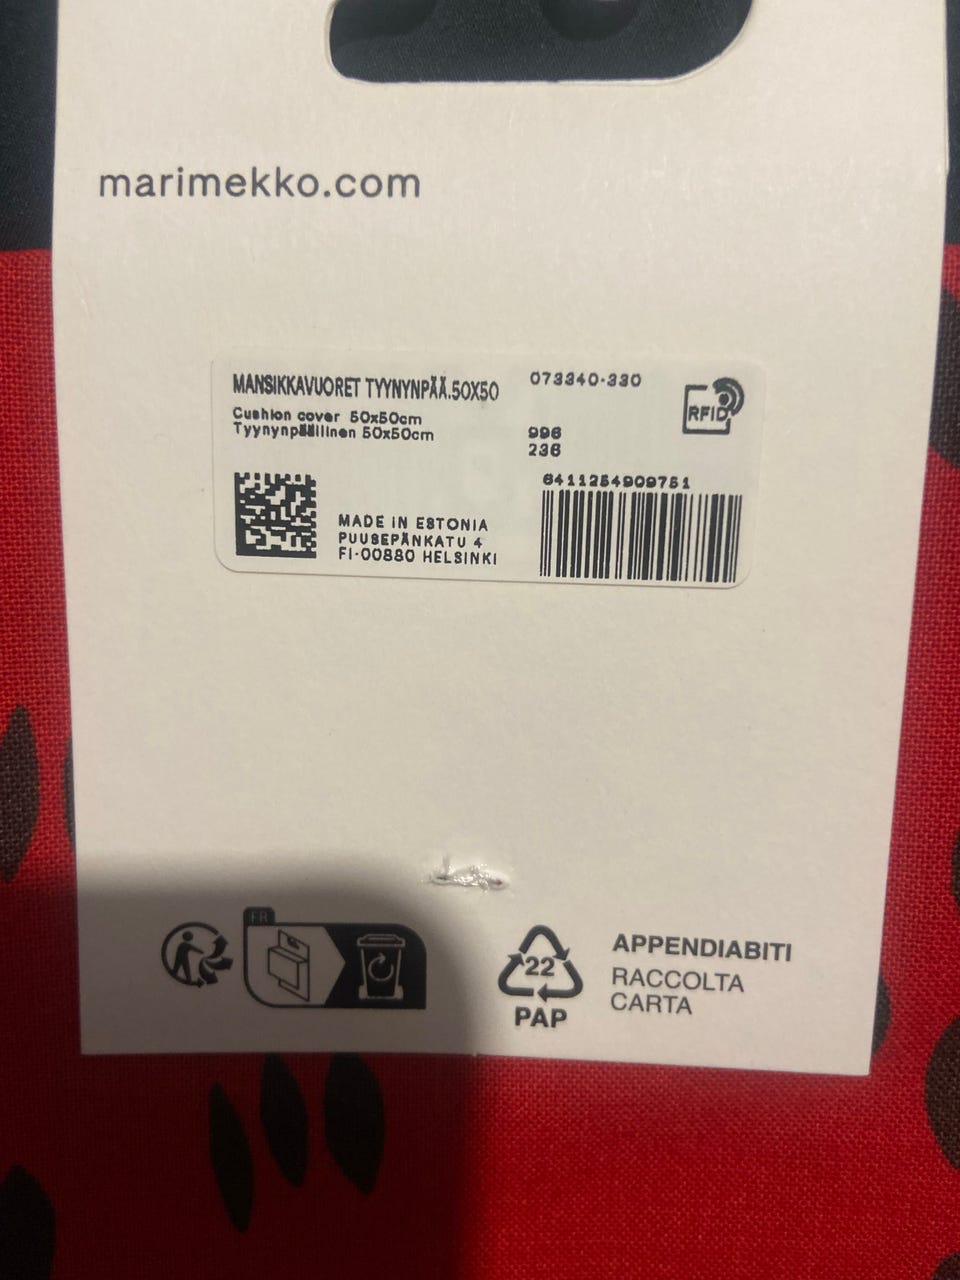 marimekko.com
MANSIKKAVUORET TYYNYNPÄÄ.50X50
073340-330
RFID
Cushion cover 50x50cm
Tyynynpäällinen 50x50cm
996
236
6411254909751
MADE IN ESTONIA
PUUSEPÄNKATU 4
FI-00880 HELSINKI
FR
22
PAP
APPENDIABITI
RACCOLTA
CARTA